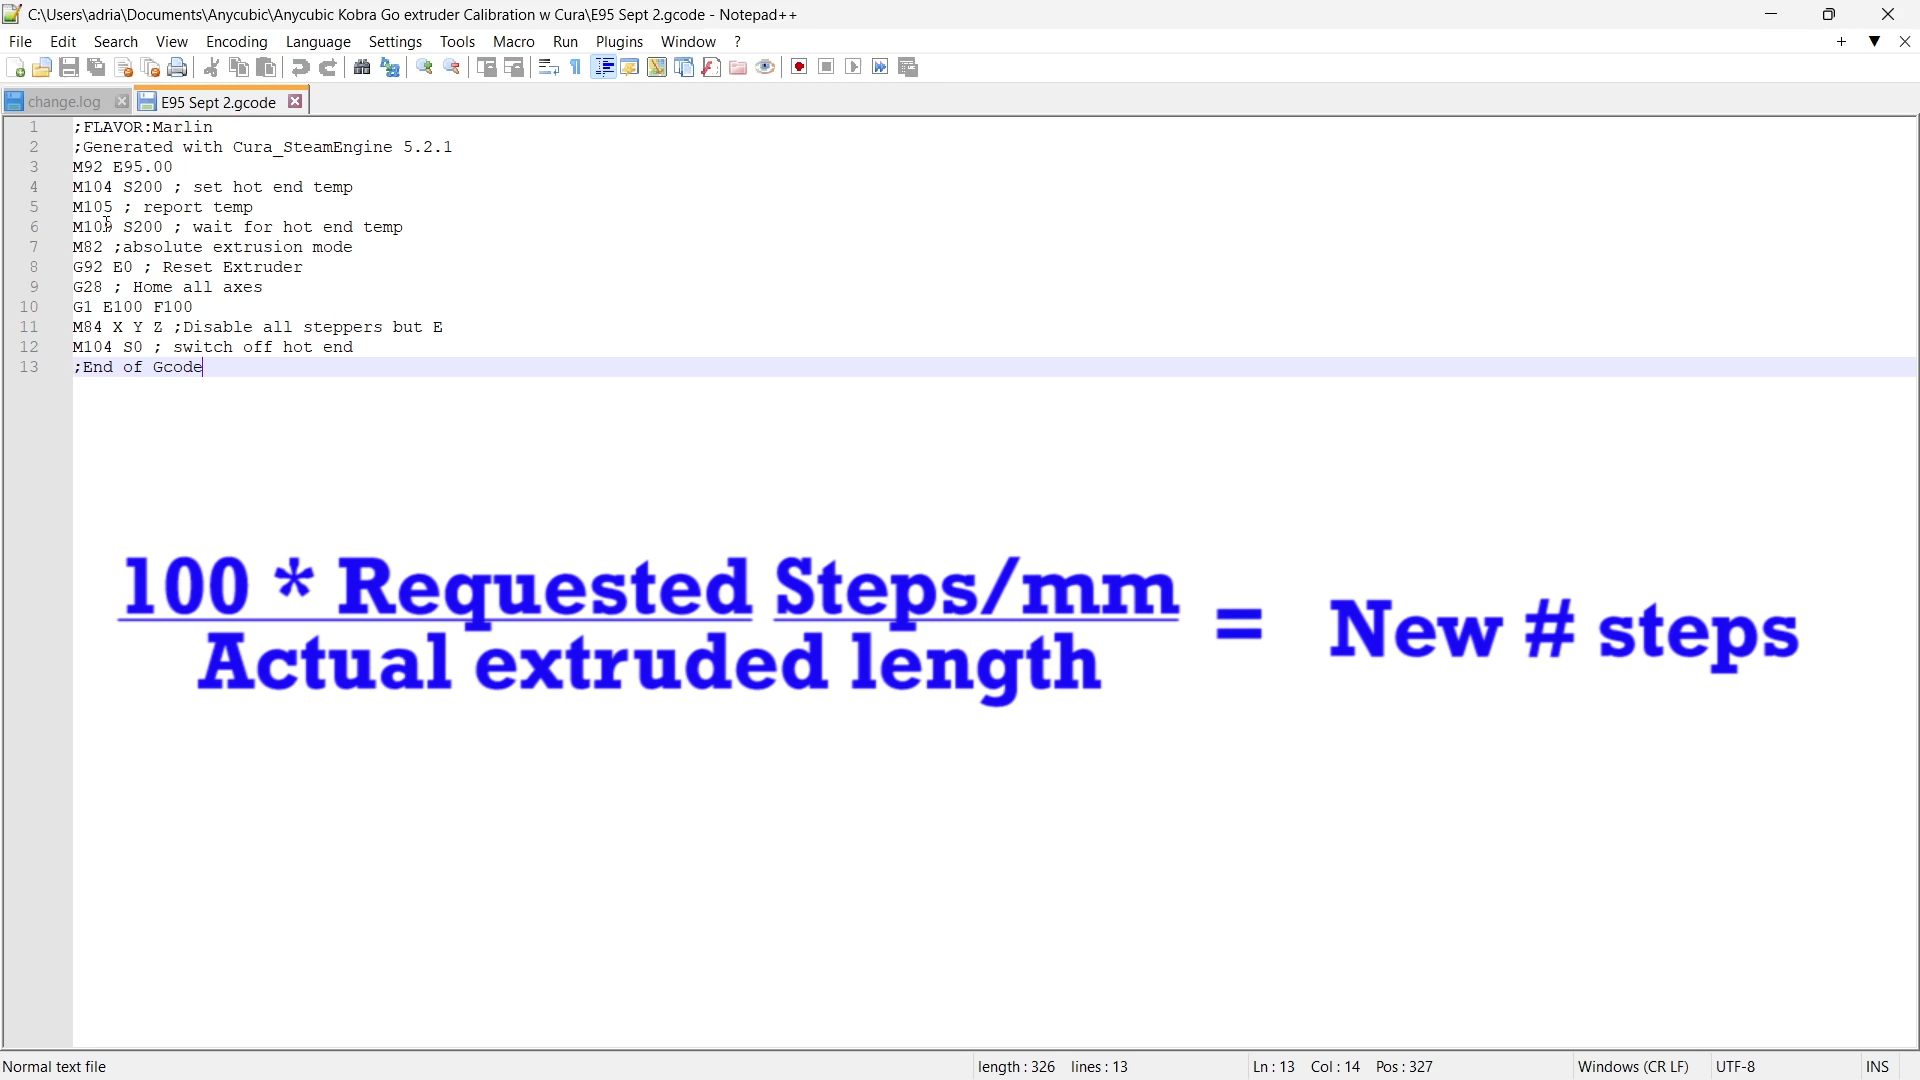 C:\Users\adria\Documents\Anycubic\Anycubic Kobra Go extruder Calibration w Cura\E95 Sept 2.gcode - Notepad++
File Edit Search View Encoding Language Settings Tools Macro Run Plugins Window ?
change.log E95 Sept 2.gcode
1 ;FLAVOR:Marlin
2 ;Generated with Cura_SteamEngine 5.2.1
3 M92 E95.00
4 M104 S200 ; set hot end temp
5 M105 ; report temp
6 M109 S200 ; wait for hot end temp
7 M82 ;absolute extrusion mode
8 G92 E0 ; Reset Extruder
9 G28 ; Home all axes
10 G1 E100 F100
11 M84 X Y Z ;Disable all steppers but E
12 M104 S0 ; switch off hot end
13 ;End of Gcode
100 * Requested Steps/mm
Actual extruded length
= New # steps
Normal text file length : 326 lines : 13 Ln : 13 Col : 14 Pos : 327 Windows (CR LF) UTF-8 INS